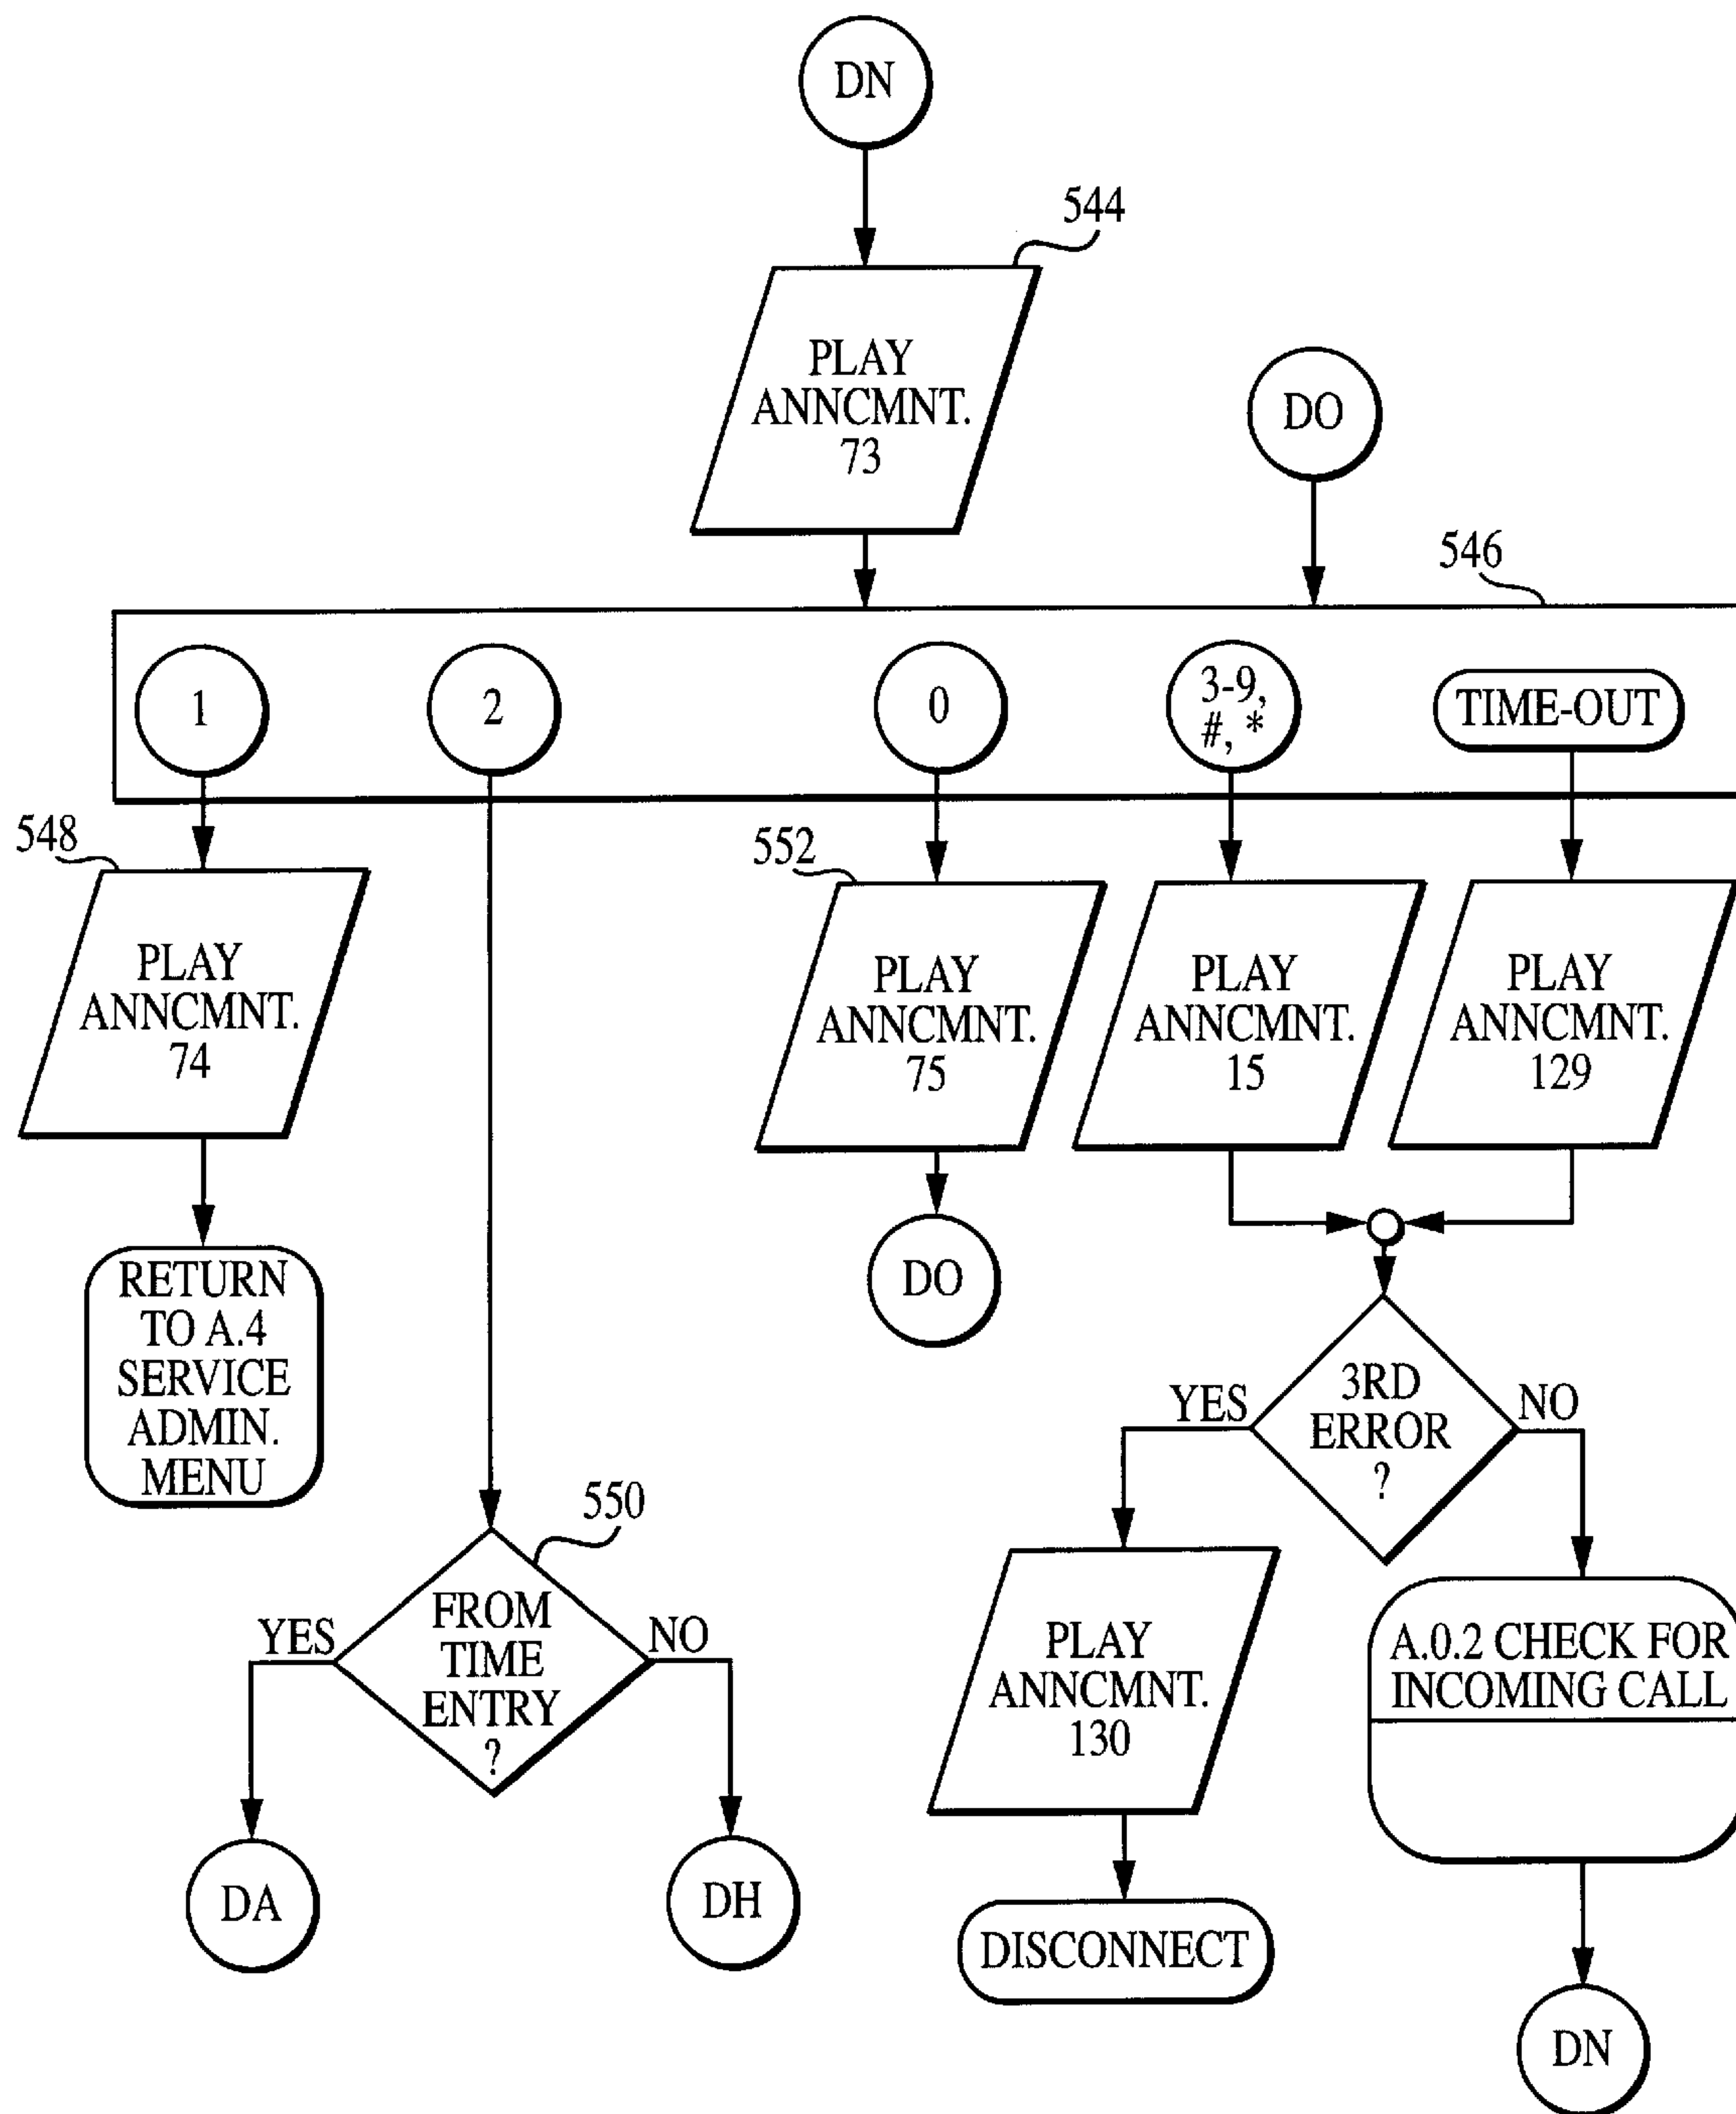 DN
544
PLAY
ANNCMNT.
73
DO
546
1
2
0
3-9,
#, *
TIME-OUT
548
PLAY
ANNCMNT.
74
552
PLAY
ANNCMNT.
75
PLAY
ANNCMNT.
15
PLAY
ANNCMNT.
129
RETURN
TO A.4
SERVICE
ADMIN.
MENU
DO
3RD
ERROR
?
YES
NO
550
FROM
TIME
ENTRY
?
YES
NO
PLAY
ANNCMNT.
130
A.0.2 CHECK FOR
INCOMING CALL
DA
DH
DISCONNECT
DN